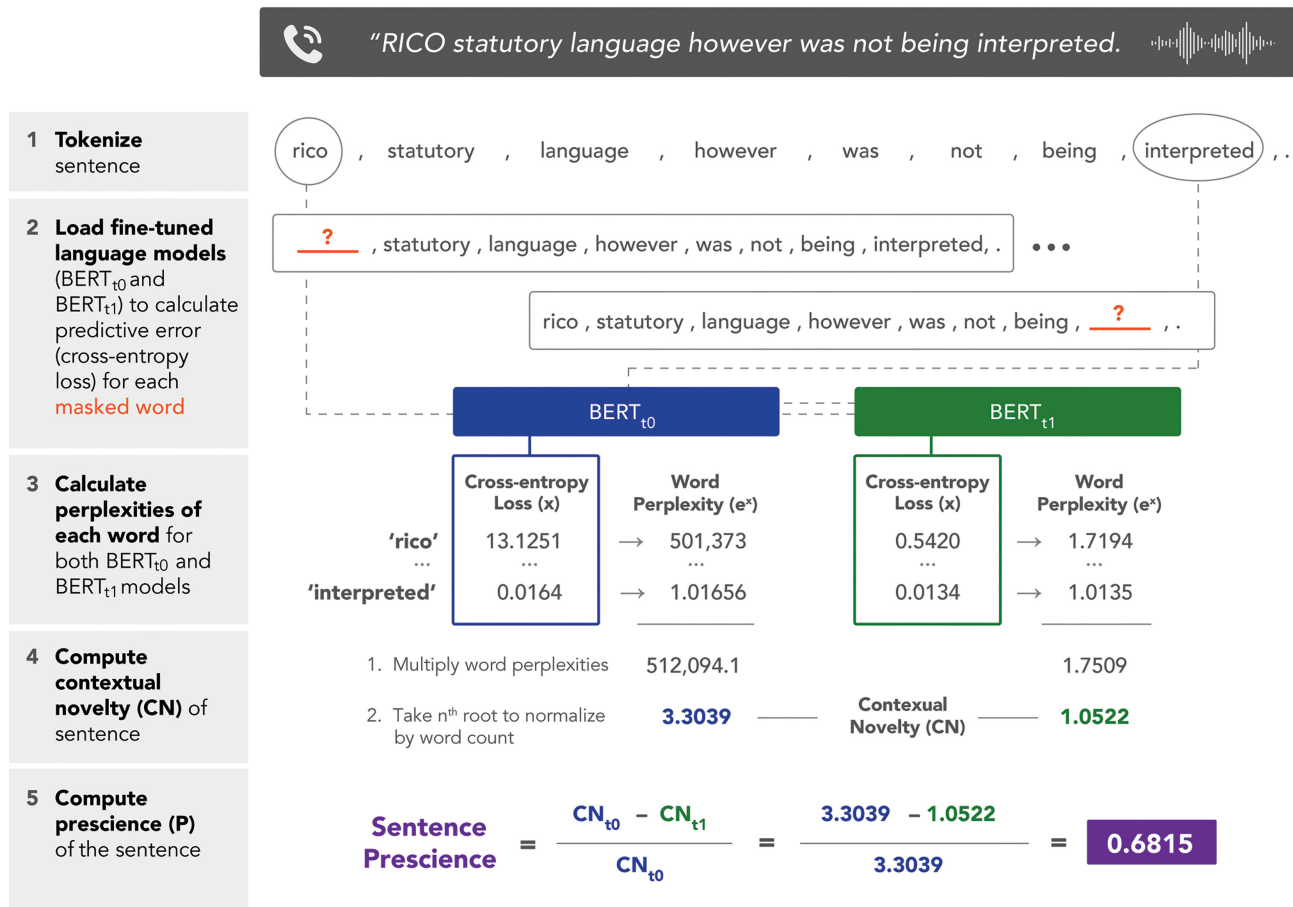 “RICO statutory language however was not being interpreted.
1 Tokenize
sentence
rico , statutory , language , however , was , not , being , interpreted , .
2 Load fine-tuned
language models
(BERTt0 and
BERTt1) to calculate
predictive error
(cross-entropy
loss) for each
masked word
? , statutory , language , however , was , not , being , interpreted, . •••
rico , statutory , language , however , was , not , being , ? , .
BERTt0 BERTt1
3 Calculate
perplexities of
each word for
both BERTt0 and
BERTt1 models
Cross-entropy Word Cross-entropy Word
Loss (x) Perplexity (eˣ) Loss (x) Perplexity (eˣ)
‘rico’ 13.1251 → 501,373 0.5420 → 1.7194
... ... ... ... ...
‘interpreted’ 0.0164 → 1.01656 0.0134 → 1.0135
4 Compute
contextual
novelty (CN) of
sentence
1. Multiply word perplexities 512,094.1 1.7509
2. Take nth root to normalize 3.3039 Contexual 1.0522
by word count Novelty (CN)
5 Compute
prescience (P)
of the sentence
Sentence CNt0 – CNt1 3.3039 – 1.0522
Prescience = = = 0.6815
CNt0 3.3039